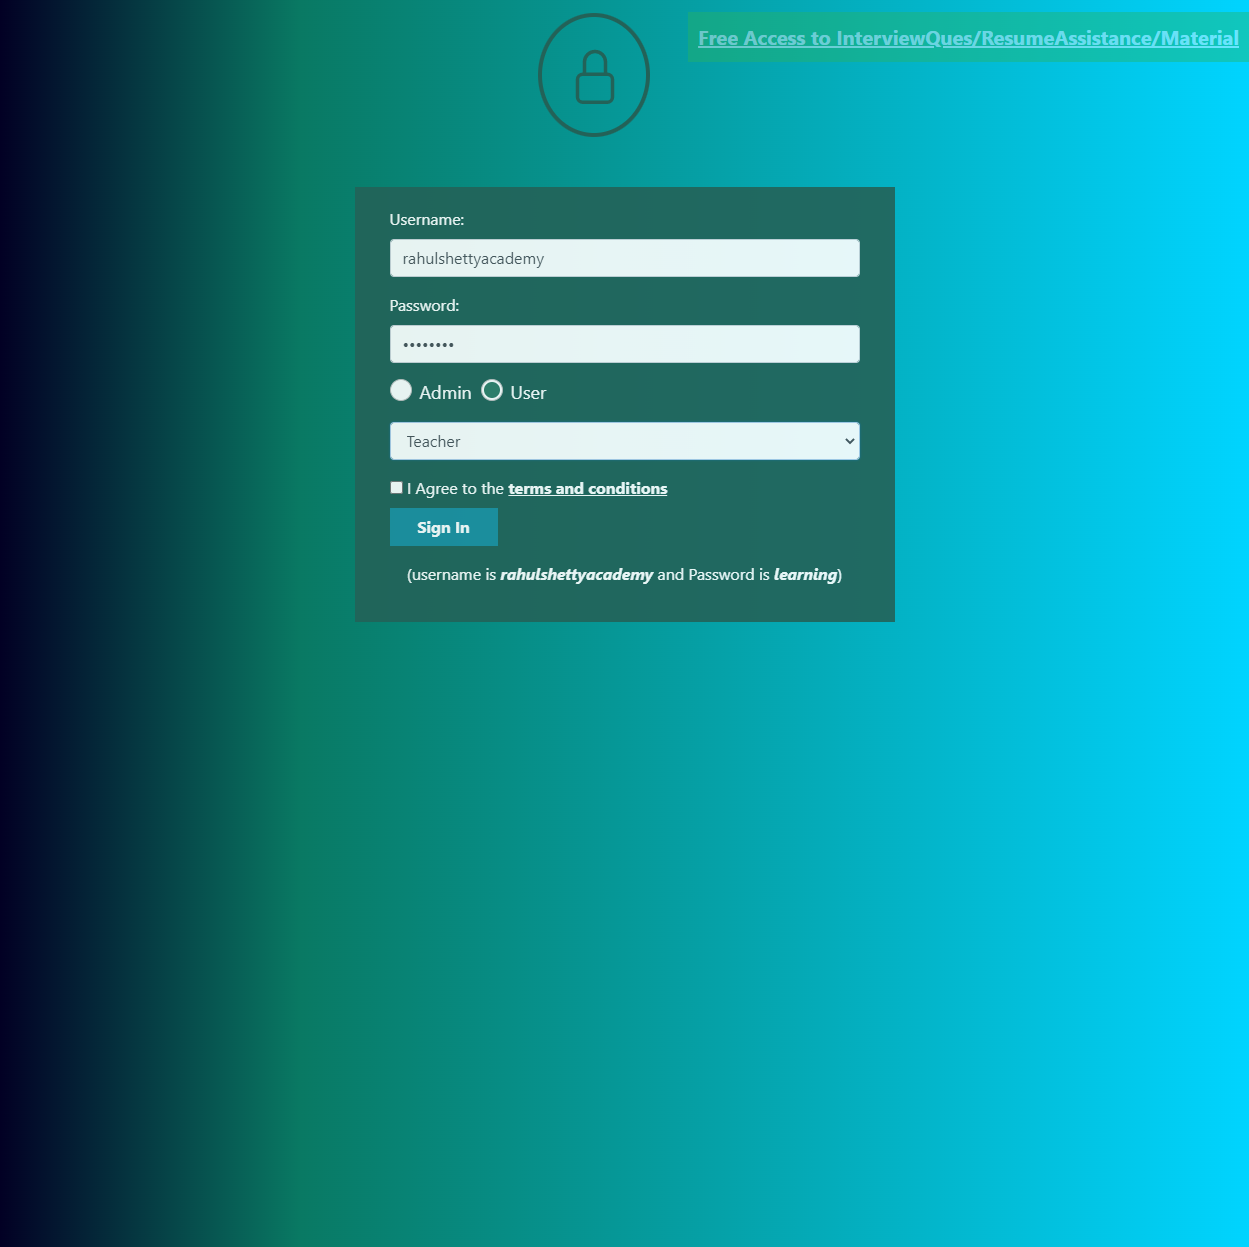 Free Access to InterviewQues/ResumeAssistance/Material
Username:
rahulshettyacademy
Password:
••••••••
Admin User
Teacher
I Agree to the terms and conditions
Sign In
(username is rahulshettyacademy and Password is learning)